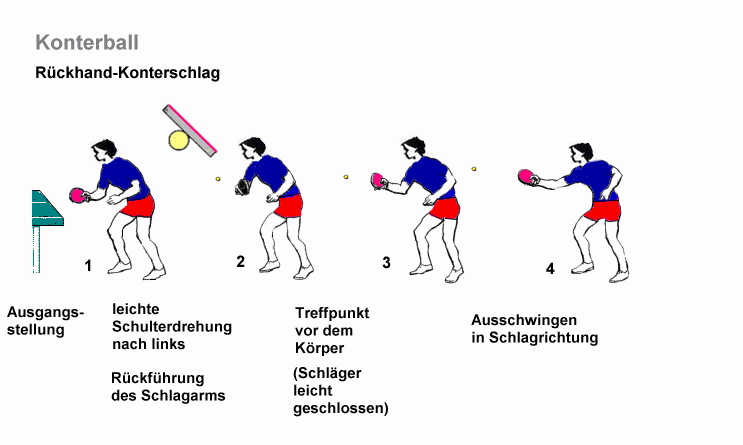 Konterball
Rückhand-Konterschlag
1
2
3
4
Ausgangs-
stellung
leichte
Schulterdrehung
nach links
Rückführung
des Schlagarms
Treffpunkt
vor dem
Körper
(Schläger
leicht
geschlossen)
Ausschwingen
in Schlagrichtung